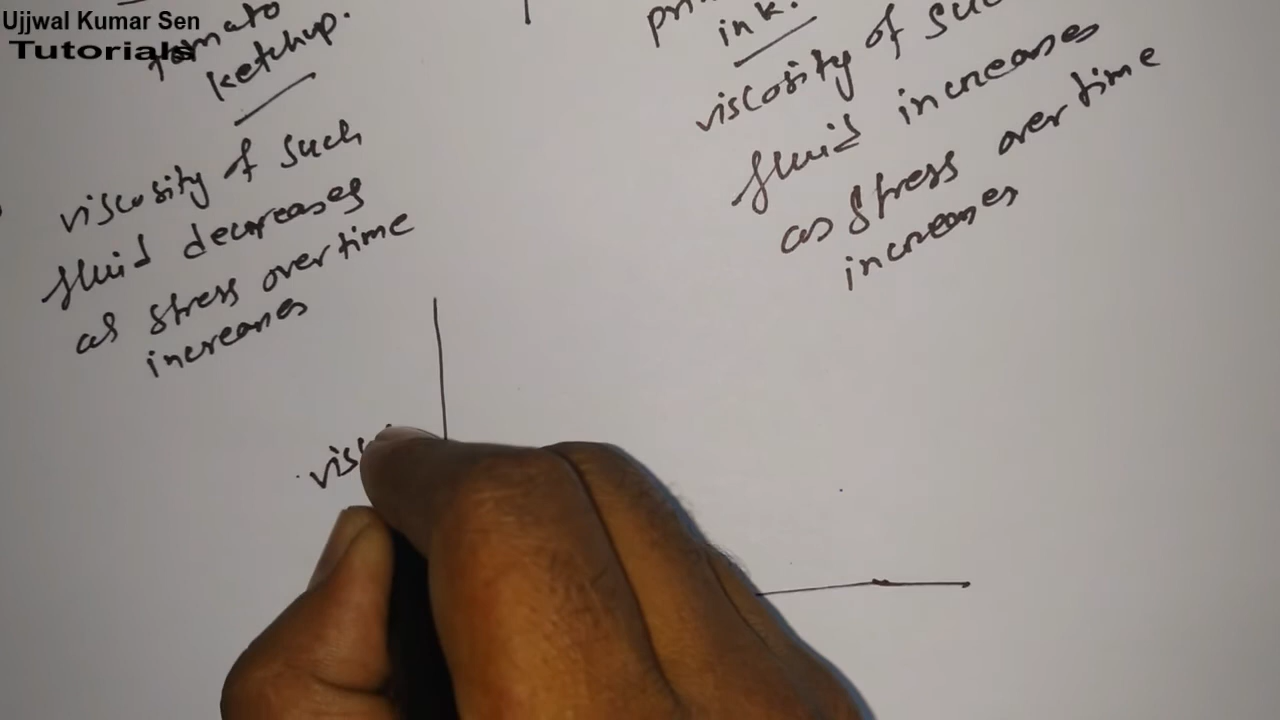 Ujjwal Kumar Sen
Tutorials
tomato
ketchup.
viscosity of such
fluid decreases
as stress over time
increases
ink.
viscosity of
fluid increases
as stress over time
increases